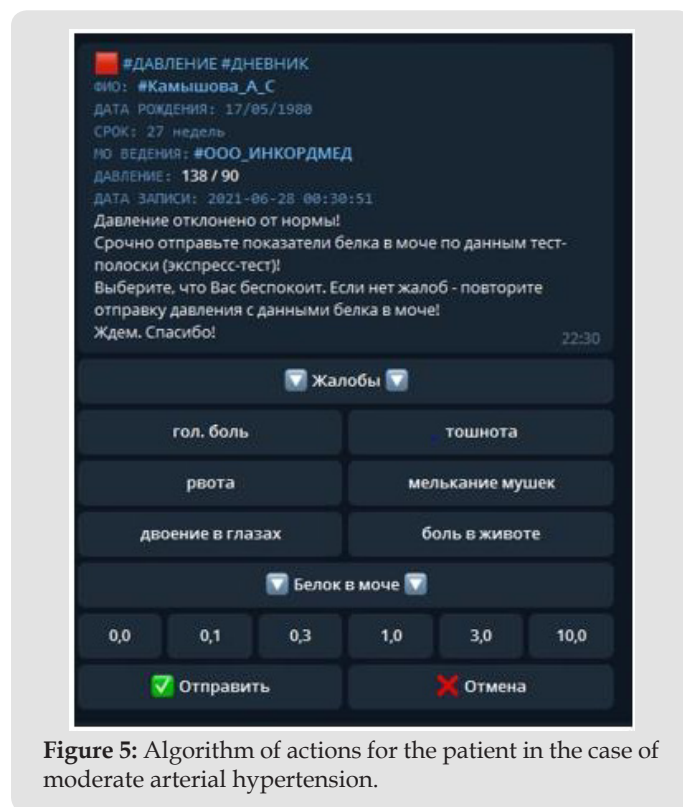 #ДАВЛЕНИЕ #ДНЕВНИК
ФИО: #Камышова_А_С
ДАТА РОЖДЕНИЯ: 17/05/1980
СРОК: 27 недель
МО ВЕДЕНИЯ: #ООО_ИНКОРДМЕД
ДАВЛЕНИЕ: 138 / 90
ДАТА ЗАПИСИ: 2021-06-28 00:30:51
Давление отклонено от нормы!
Срочно отправьте показатели белка в моче по данным тест-
полоски (экспресс-тест)!
Выберите, что Вас беспокоит. Если нет жалоб - повторите
отправку давления с данными белка в моче!
Ждем. Спасибо!
22:30
Жалобы
гол. боль тошнота
рвота мелькание мушек
двоение в глазах боль в животе
Белок в моче
0,0 0,1 0,3 1,0 3,0 10,0
Отправить Отмена
Figure 5: Algorithm of actions for the patient in the case of
moderate arterial hypertension.